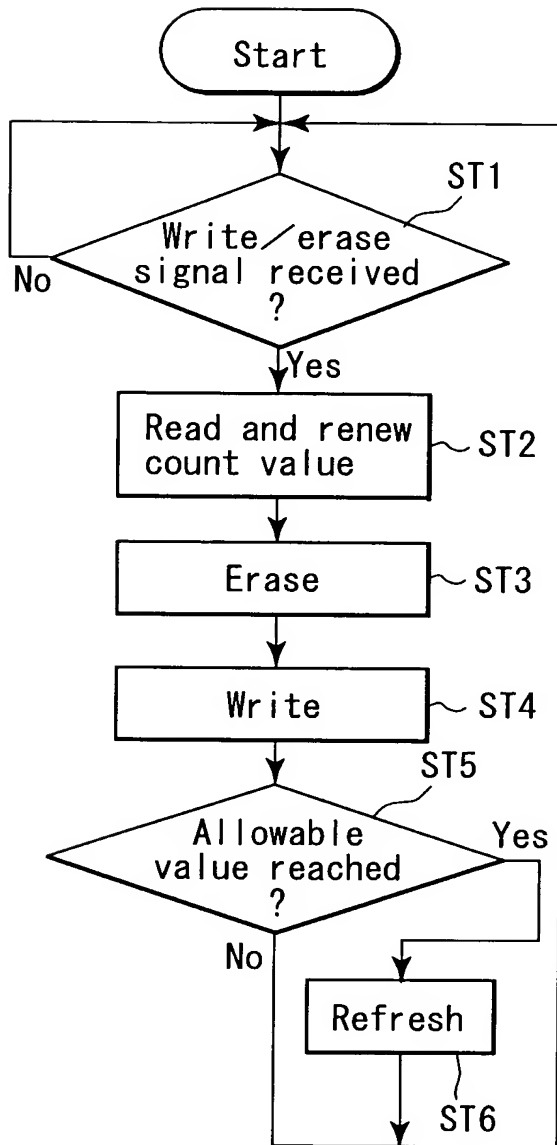 Start
ST1
Write/erase
signal received
?
No
Yes
Read and renew
count value
ST2
Erase
ST3
Write
ST4
ST5
Allowable
value reached
?
Yes
No
Refresh
ST6